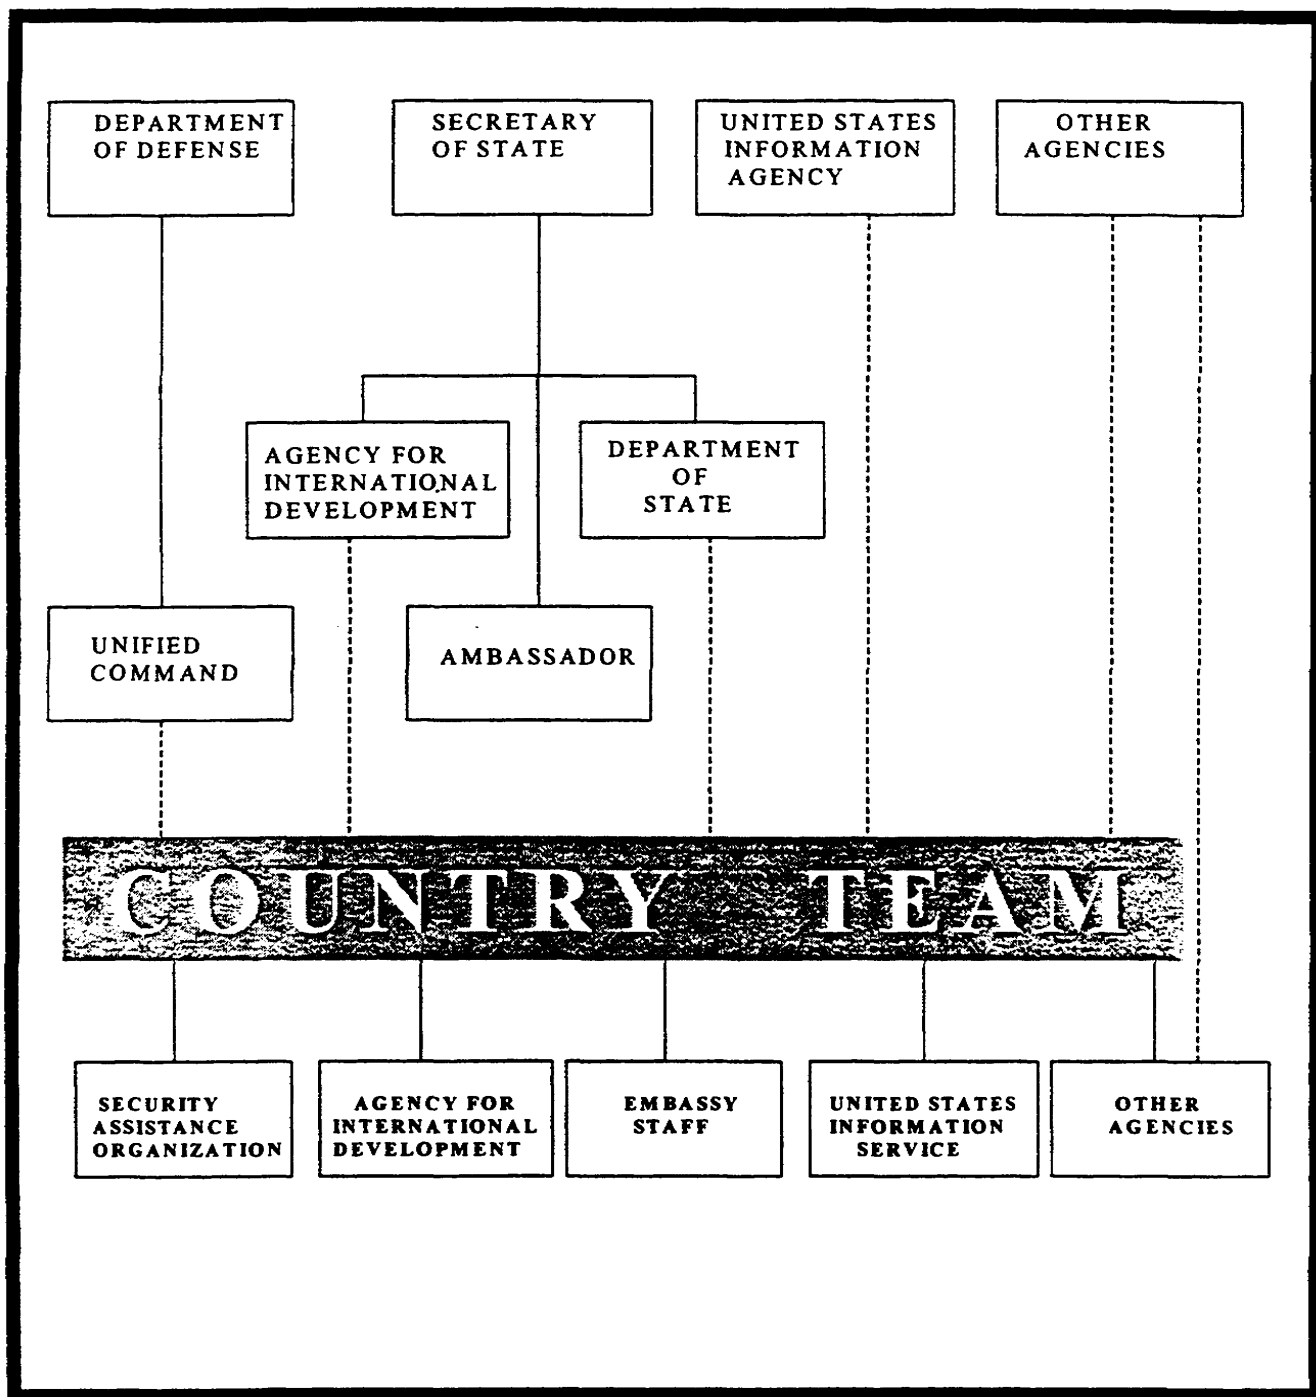 DEPARTMENT
OF DEFENSE
SECRETARY
OF STATE
UNITED STATES
INFORMATION
AGENCY
OTHER
AGENCIES
AGENCY FOR
INTERNATIONAL
DEVELOPMENT
DEPARTMENT
OF
STATE
UNIFIED
COMMAND
AMBASSADOR
COUNTRY TEAM
SECURITY
ASSISTANCE
ORGANIZATION
AGENCY FOR
INTERNATIONAL
DEVELOPMENT
EMBASSY
STAFF
UNITED STATES
INFORMATION
SERVICE
OTHER
AGENCIES